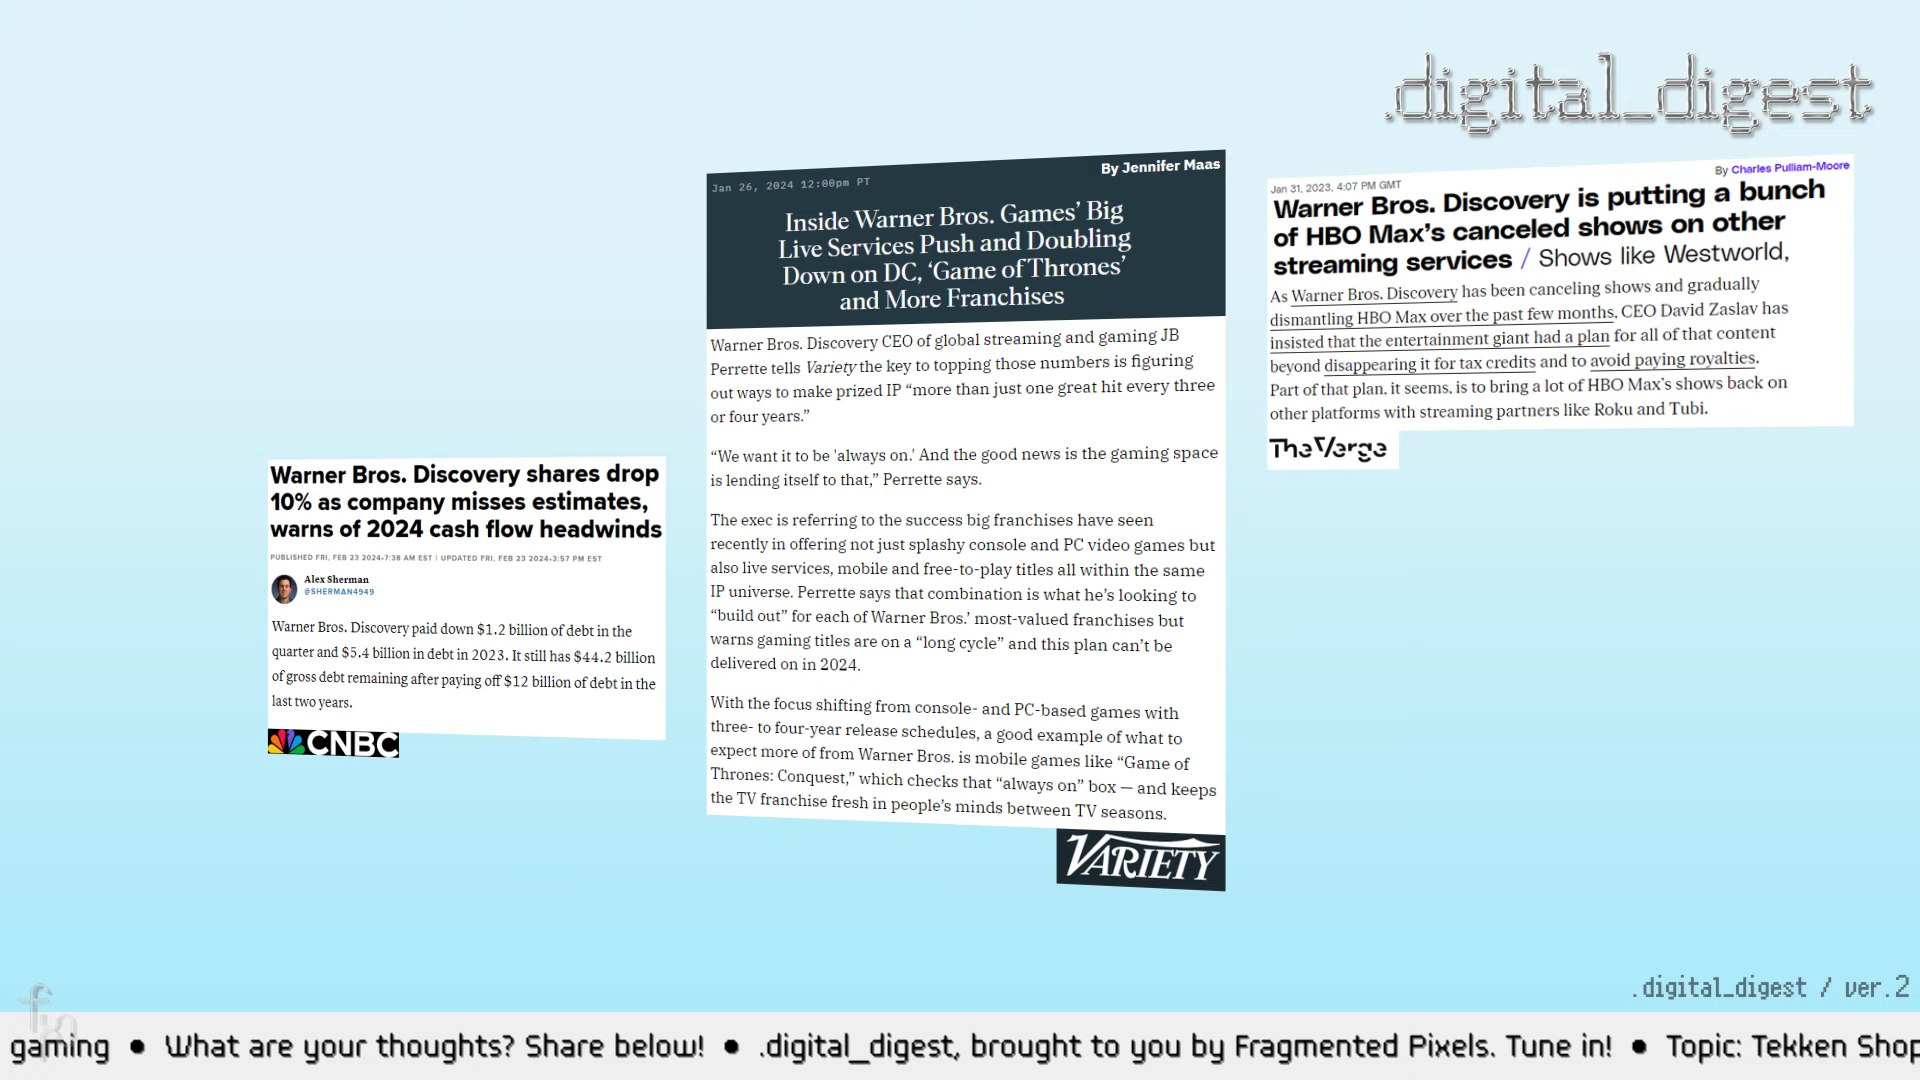 .digital_digest
Warner Bros. Discovery shares drop
10% as company misses estimates,
warns of 2024 cash flow headwinds
PUBLISHED FRI, FEB 23 2024•7:38 AM EST | UPDATED FRI, FEB 23 2024•3:57 PM EST
Alex Sherman
@SHERMAN4949
Warner Bros. Discovery paid down $1.2 billion of debt in the
quarter and $5.4 billion in debt in 2023. It still has $44.2 billion
of gross debt remaining after paying off $12 billion of debt in the
last two years.
CNBC
Jan 26, 2024 12:00pm PT
By Jennifer Maas
Inside Warner Bros. Games’ Big
Live Services Push and Doubling
Down on DC, ‘Game of Thrones’
and More Franchises
Warner Bros. Discovery CEO of global streaming and gaming JB
Perrette tells Variety the key to topping those numbers is figuring
out ways to make prized IP “more than just one great hit every three
or four years.”
“We want it to be 'always on.' And the good news is the gaming space
is lending itself to that,” Perrette says.
The exec is referring to the success big franchises have seen
recently in offering not just splashy console and PC video games but
also live services, mobile and free-to-play titles all within the same
IP universe. Perrette says that combination is what he’s looking to
“build out” for each of Warner Bros.’ most-valued franchises but
warns gaming titles are on a “long cycle” and this plan can’t be
delivered on in 2024.
With the focus shifting from console- and PC-based games with
three- to four-year release schedules, a good example of what to
expect more of from Warner Bros. is mobile games like “Game of
Thrones: Conquest,” which checks that “always on” box — and keeps
the TV franchise fresh in people’s minds between TV seasons.
VARIETY
Jan 31, 2023, 4:07 PM GMT
By Charles Pulliam-Moore
Warner Bros. Discovery is putting a bunch
of HBO Max’s canceled shows on other
streaming services / Shows like Westworld,
As Warner Bros. Discovery has been canceling shows and gradually
dismantling HBO Max over the past few months, CEO David Zaslav has
insisted that the entertainment giant had a plan for all of that content
beyond disappearing it for tax credits and to avoid paying royalties.
Part of that plan, it seems, is to bring a lot of HBO Max’s shows back on
other platforms with streaming partners like Roku and Tubi.
The Verge
.digital_digest / ver.2
gaming • What are your thoughts? Share below! • .digital_digest, brought to you by Fragmented Pixels. Tune in! • Topic: Tekken Shop